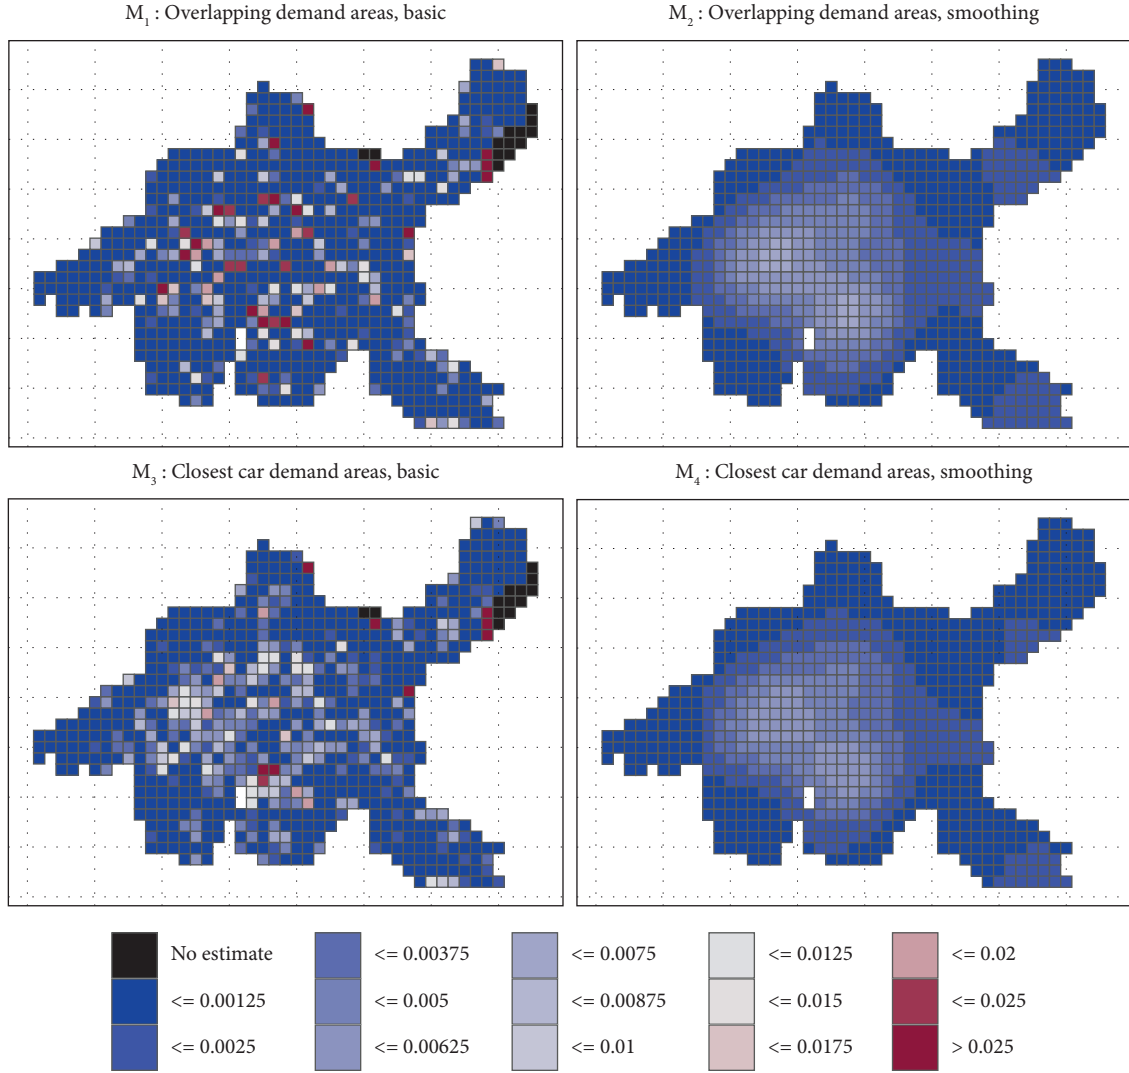 M1 : Overlapping demand areas, basic
M2 : Overlapping demand areas, smoothing
M3 : Closest car demand areas, basic
M4 : Closest car demand areas, smoothing
No estimate
<= 0.00125
<= 0.0025
<= 0.00375
<= 0.005
<= 0.00625
<= 0.0075
<= 0.00875
<= 0.01
<= 0.0125
<= 0.015
<= 0.0175
<= 0.02
<= 0.025
> 0.025